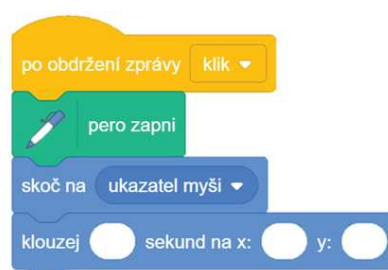 po obdržení zprávy klik
pero zapni
skoč na ukazatel myši
klouzej sekund na x: y: